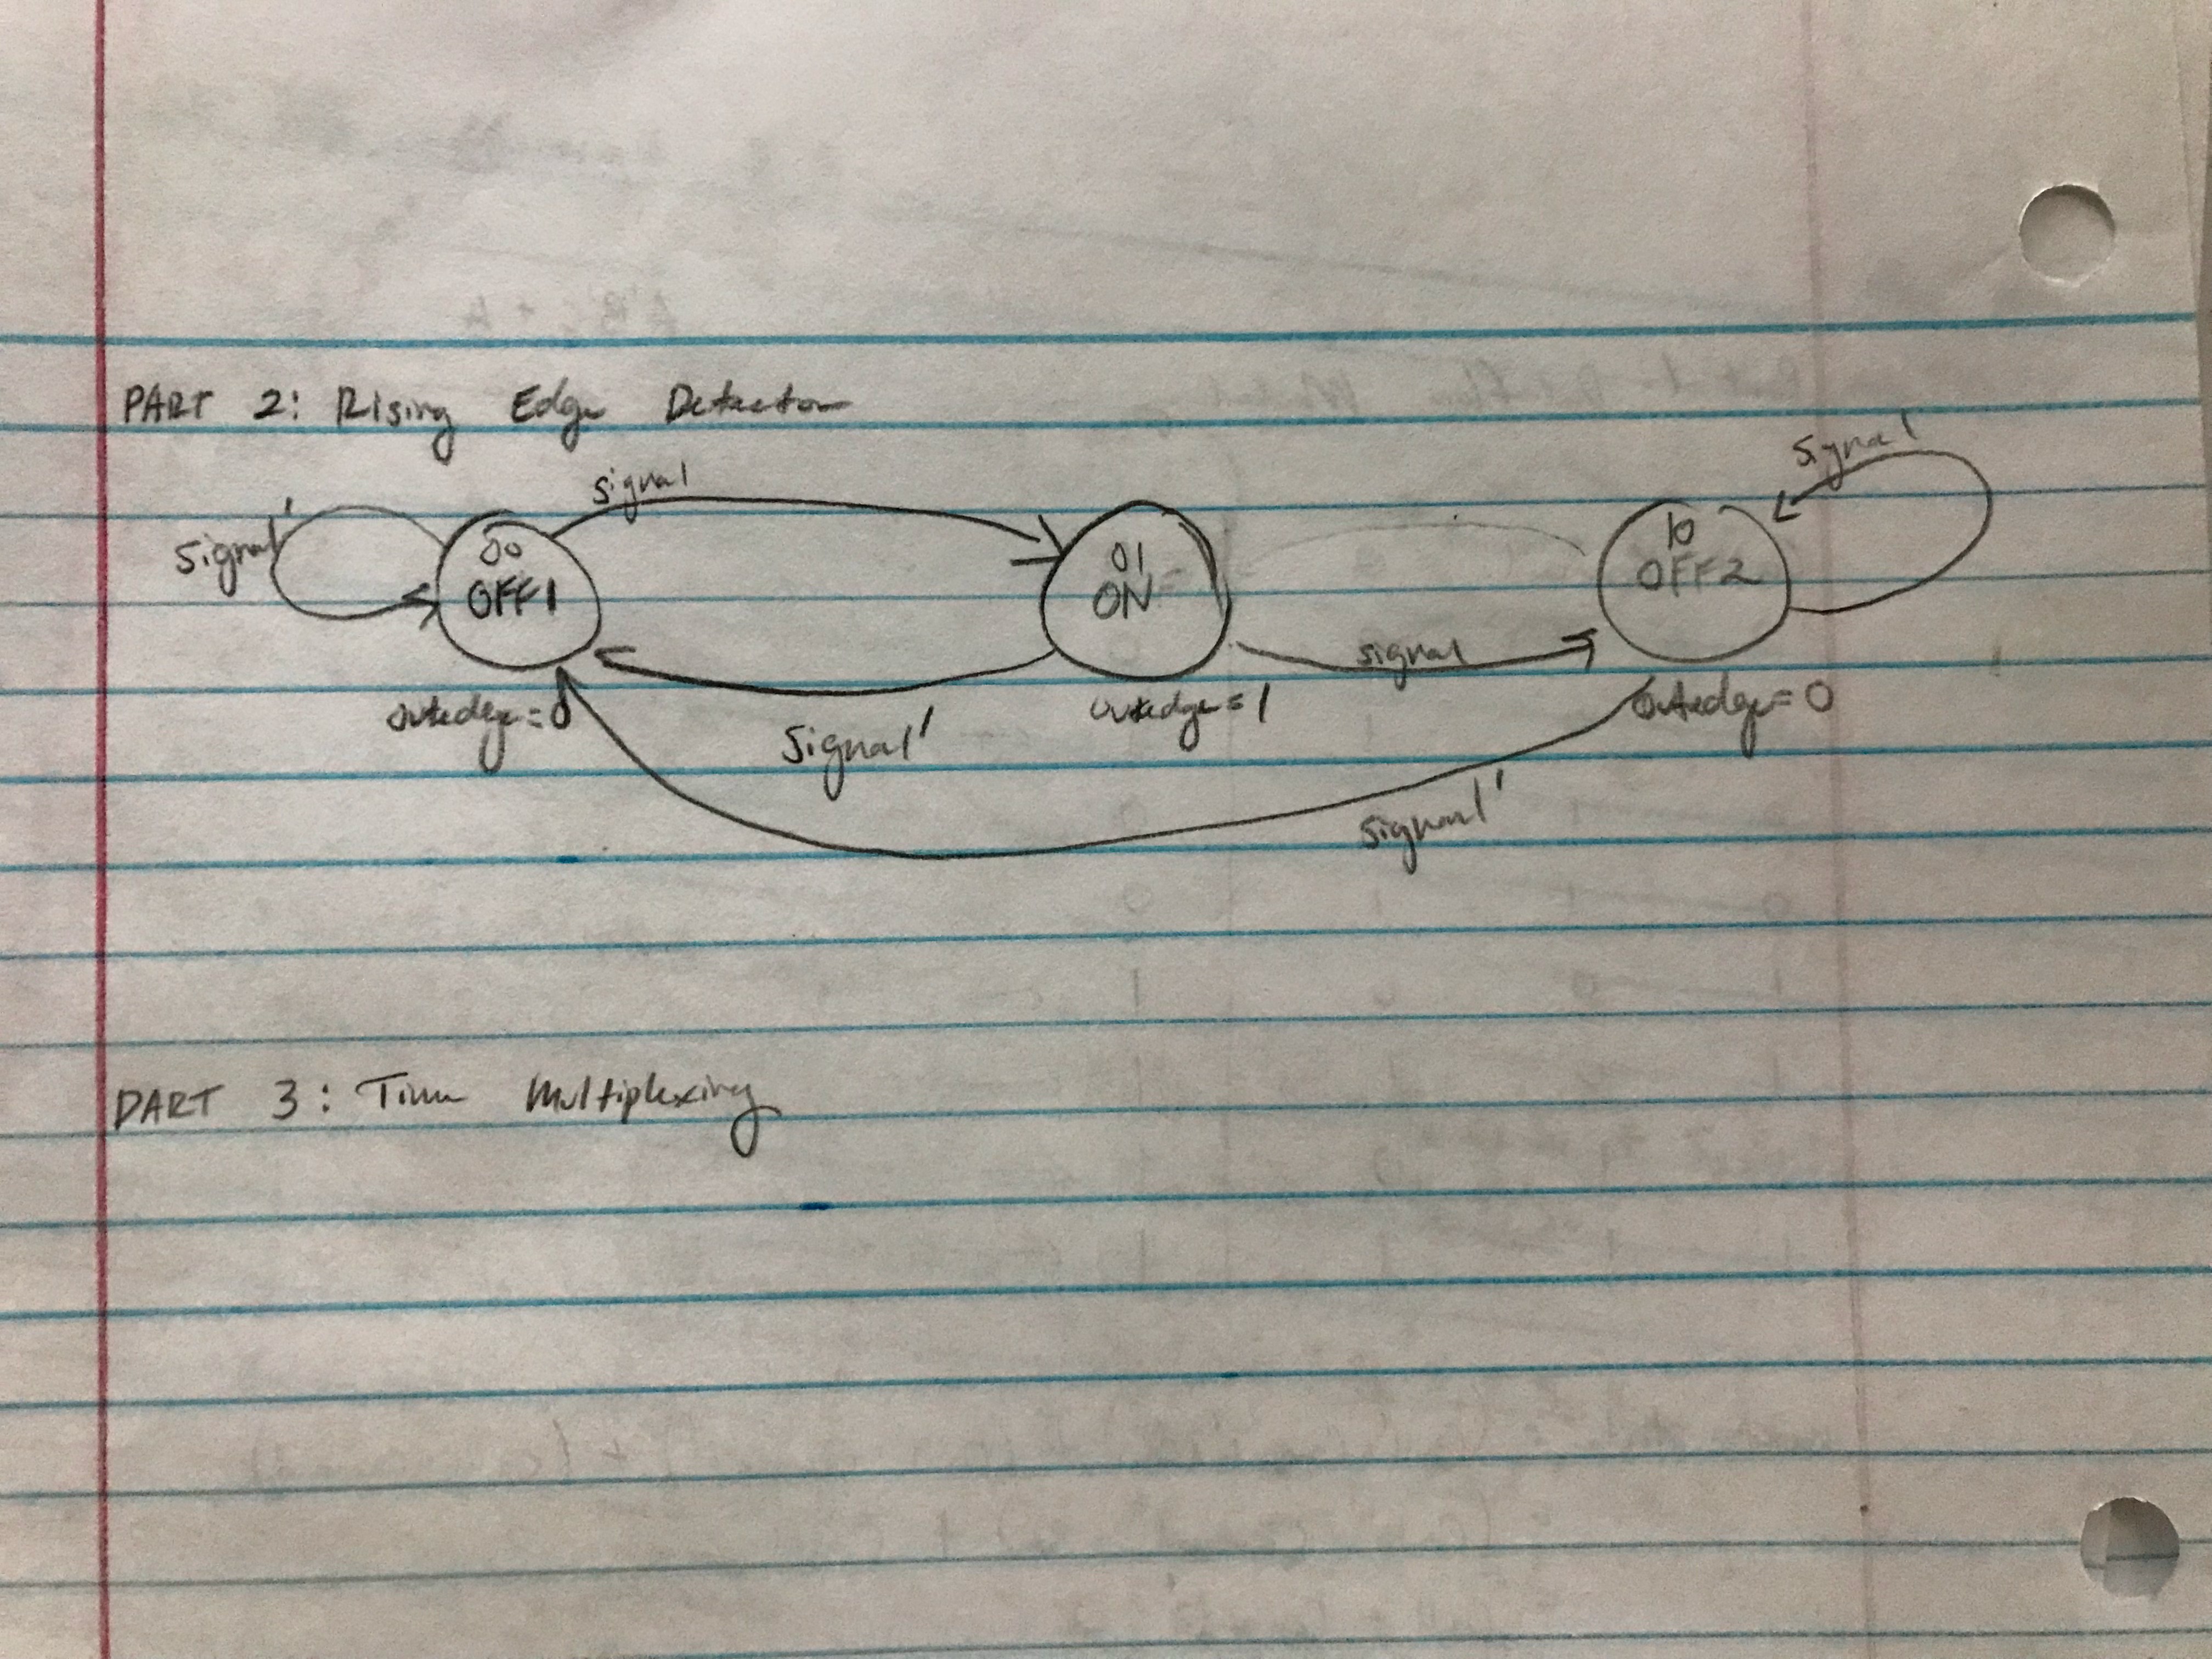 PART 2: Rising Edge Detector
signal
signal
signal'
00
OFF1
01
ON
10
OFF2
signal
outedge=0
signal'
outedge=1
outedge=0
signal'
PART 3: Time Multiplexing